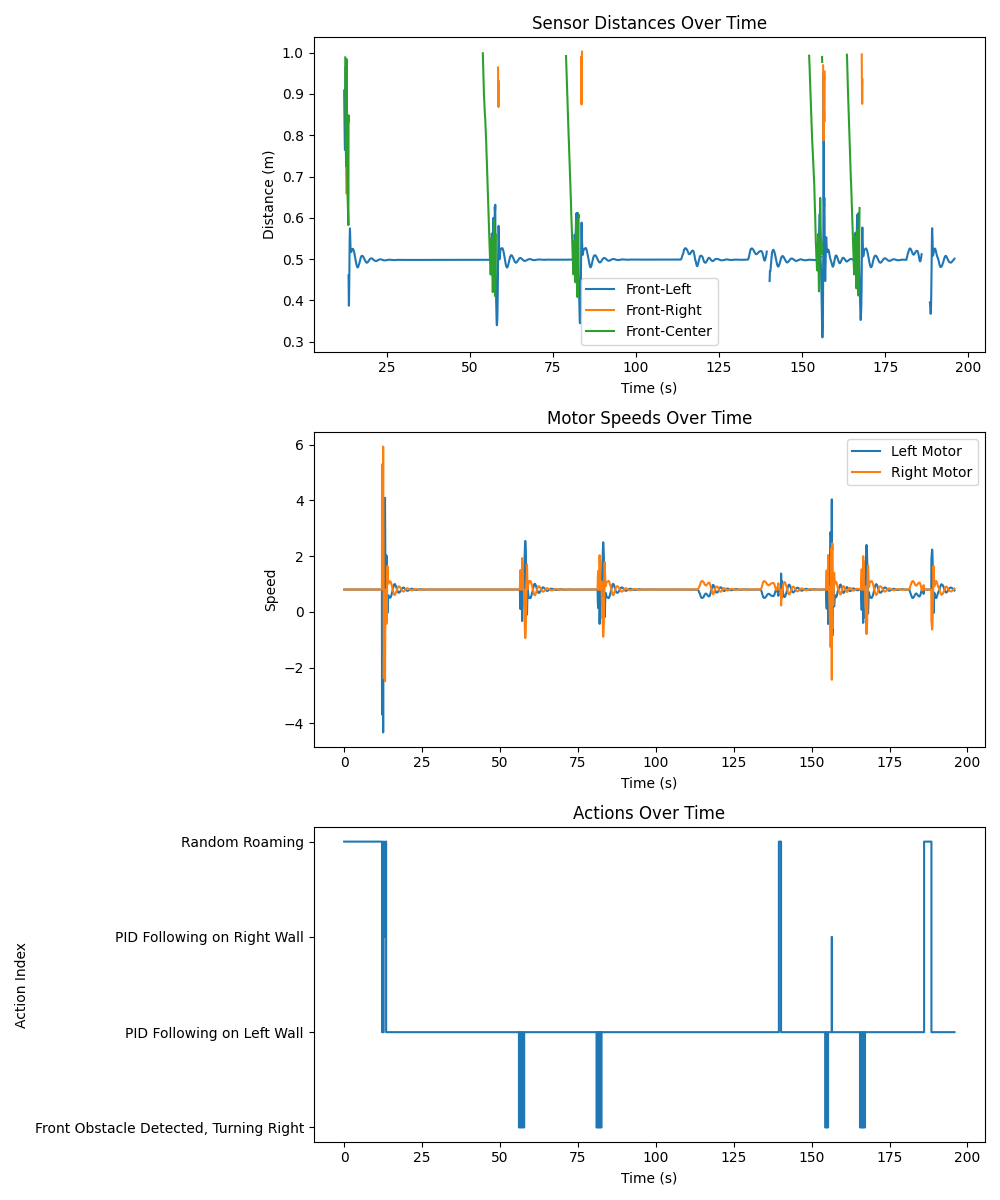 Sensor Distances Over Time
1.0
0.9
0.8
0.7
0.6
0.5
0.4
0.3
Distance (m)
Front-Left
Front-Right
Front-Center
25 50 75 100 125 150 175 200
Time (s)
Motor Speeds Over Time
6
4
2
0
−2
−4
Speed
Left Motor
Right Motor
0 25 50 75 100 125 150 175 200
Time (s)
Actions Over Time
Random Roaming
PID Following on Right Wall
PID Following on Left Wall
Front Obstacle Detected, Turning Right
Action Index
0 25 50 75 100 125 150 175 200
Time (s)